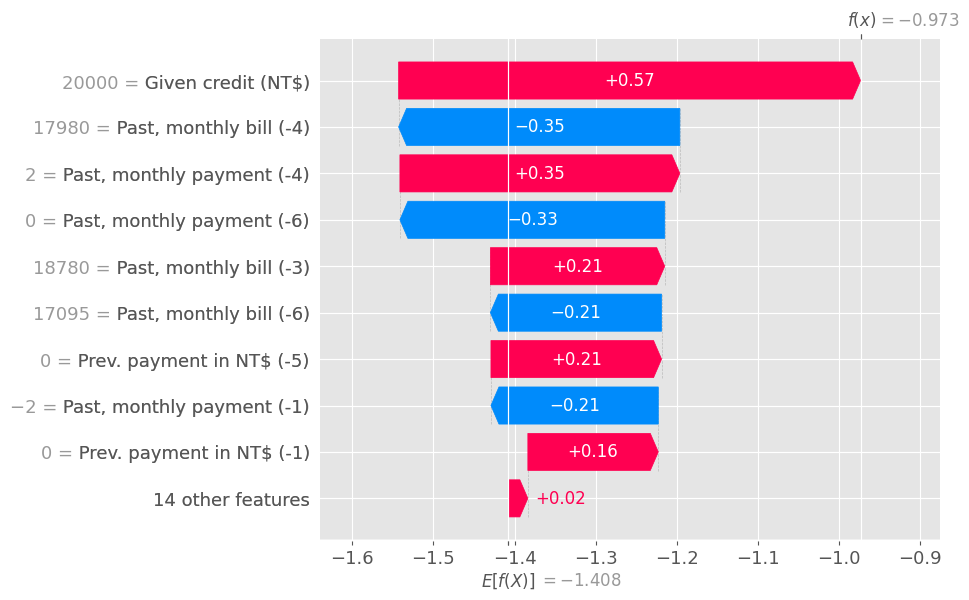 f(x) = −0.973
20000 = Given credit (NT$) +0.57
17980 = Past, monthly bill (-4) −0.35
2 = Past, monthly payment (-4) +0.35
0 = Past, monthly payment (-6) −0.33
18780 = Past, monthly bill (-3) +0.21
17095 = Past, monthly bill (-6) −0.21
0 = Prev. payment in NT$ (-5) +0.21
−2 = Past, monthly payment (-1) −0.21
0 = Prev. payment in NT$ (-1) +0.16
14 other features +0.02
−1.6 −1.5 −1.4 −1.3 −1.2 −1.1 −1.0 −0.9
E[f(X)] = −1.408